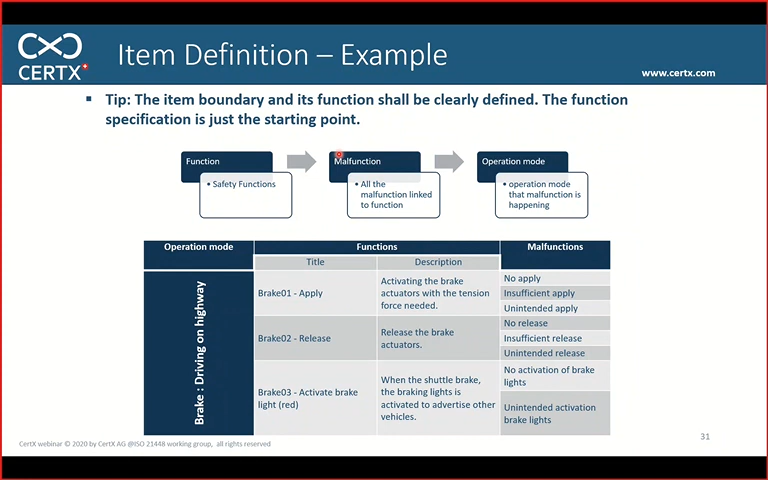 CERTX
Item Definition – Example
www.certx.com
▪ Tip: The item boundary and its function shall be clearly defined. The function
specification is just the starting point.
Function
• Safety Functions
Malfunction
• All the
malfunction linked
to function
Operation mode
• operation mode
that malfunction is
happening
Operation mode
Functions
Malfunctions
Title
Description
Brake : Driving on highway
Brake01 - Apply
Activating the brake
actuators with the tension
force needed.
No apply
Insufficient apply
Unintended apply
Brake02 - Release
Release the brake
actuators.
No release
Insufficient release
Unintended release
Brake03 - Activate brake
light (red)
When the shuttle brake,
the braking lights is
activated to advertise other
vehicles.
No activation of brake
lights
Unintended activation
brake lights
CertX webinar © 2020 by CertX AG @ISO 21448 working group, all rights reserved
31